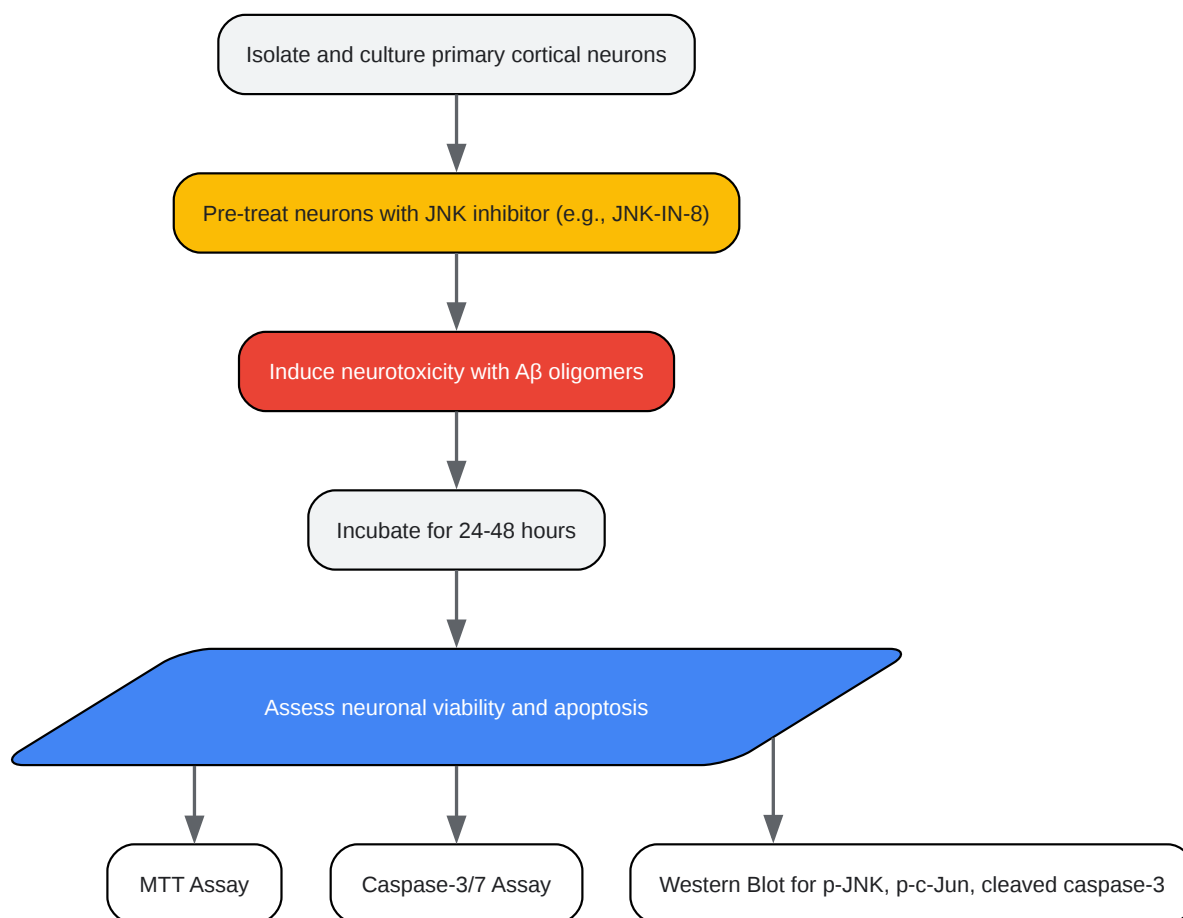 Isolate and culture primary cortical neurons
Pre-treat neurons with JNK inhibitor (e.g., JNK-IN-8)
Induce neurotoxicity with Aβ oligomers
Incubate for 24-48 hours
Assess neuronal viability and apoptosis
MTT Assay
Caspase-3/7 Assay
Western Blot for p-JNK, p-c-Jun, cleaved caspase-3